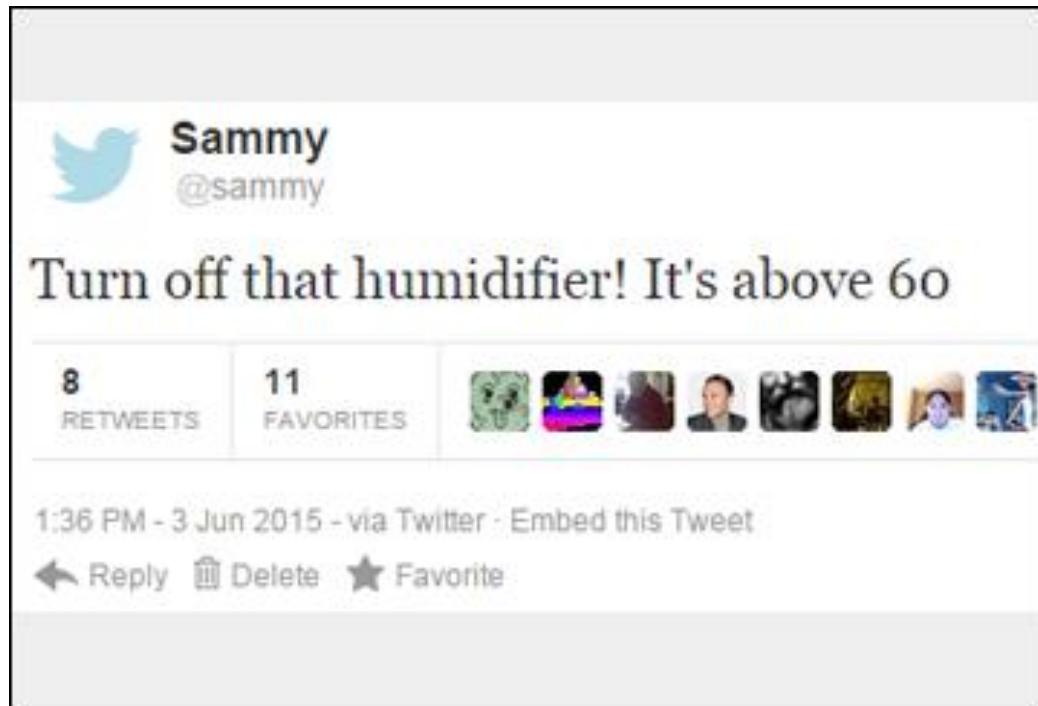 Sammy
@sammy
Turn off that humidifier! It's above 60
8 11
RETWEETS FAVORITES
1:36 PM - 3 Jun 2015 - via Twitter · Embed this Tweet
Reply Delete Favorite